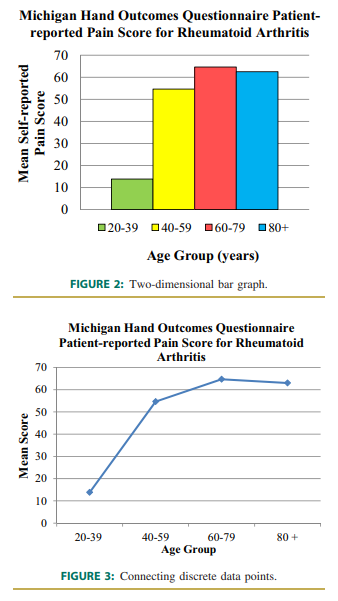 Michigan Hand Outcomes Questionnaire Patient-
reported Pain Score for Rheumatoid Arthritis
Mean Self-reported
Pain Score
70
60
50
40
30
20
10
0
20-39 40-59 60-79 80+
Age Group (years)
FIGURE 2: Two-dimensional bar graph.
Michigan Hand Outcomes Questionnaire
Patient-reported Pain Score for Rheumatoid
Arthritis
Mean Score
70
60
50
40
30
20
10
0
20-39 40-59 60-79 80 +
Age Group
FIGURE 3: Connecting discrete data points.